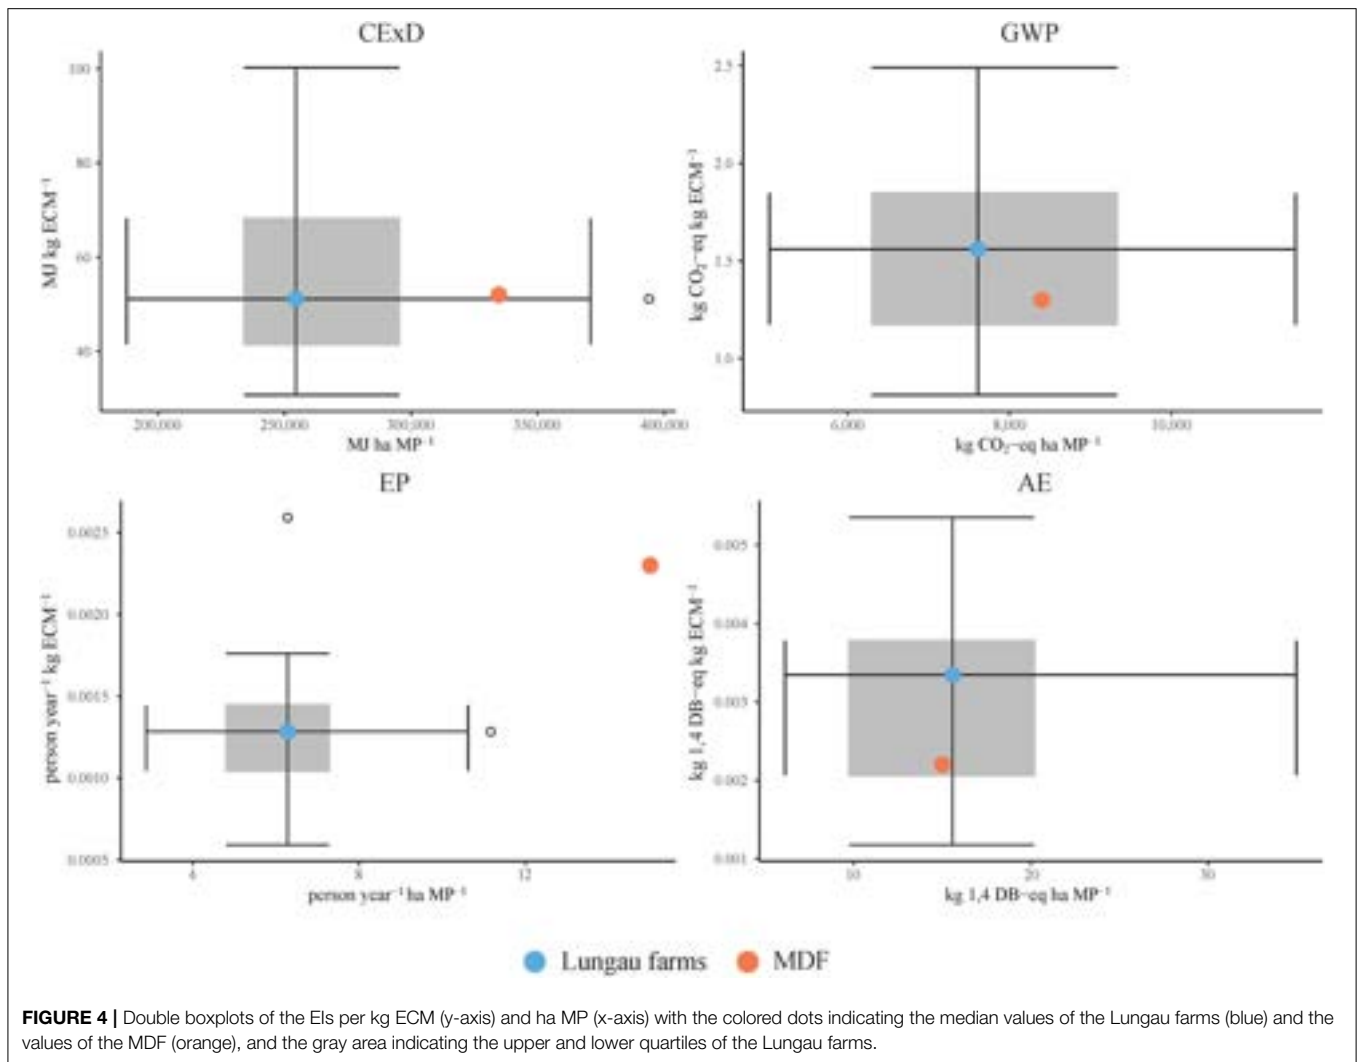 CExD
100
80
60
40
MJ kg ECM⁻¹
200,000 250,000 300,000 350,000 400,000
MJ ha MP⁻¹
GWP
2.5
2.0
1.5
1.0
kg CO₂−eq kg ECM⁻¹
6,000 8,000 10,000
kg CO₂−eq ha MP⁻¹
EP
0.0025
0.0020
0.0015
0.0010
0.0005
person year⁻¹ kg ECM⁻¹
8 12
person year⁻¹ ha MP⁻¹
AE
0.005
0.004
0.003
0.002
0.001
kg 1,4 DB−eq kg ECM⁻¹
10 20 30
kg 1,4 DB−eq ha MP⁻¹
Lungau farms MDF
FIGURE 4 | Double boxplots of the EIs per kg ECM (y-axis) and ha MP (x-axis) with the colored dots indicating the median values of the Lungau farms (blue) and the
values of the MDF (orange), and the gray area indicating the upper and lower quartiles of the Lungau farms.